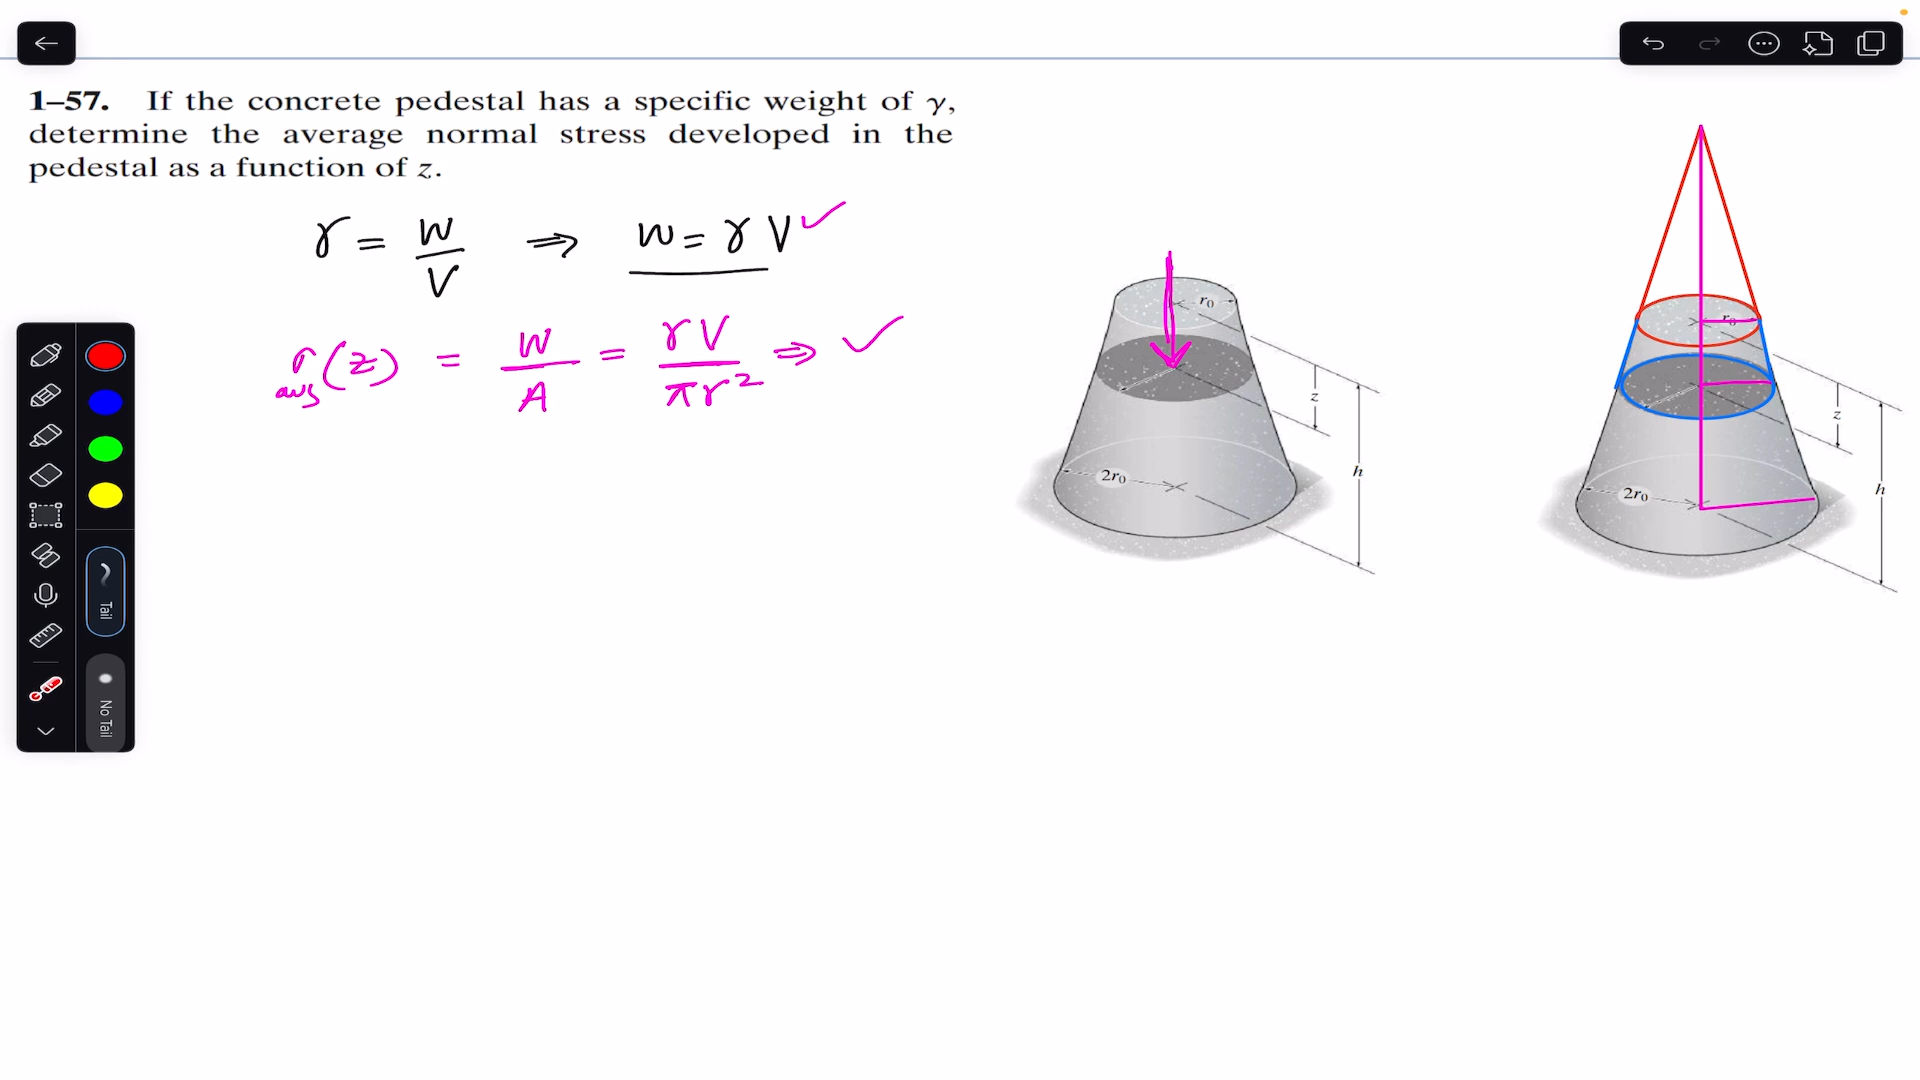 1–57. If the concrete pedestal has a specific weight of γ,
determine the average normal stress developed in the
pedestal as a function of z.
γ = W/V ⇒ W = γ V ✓
σavg(z) = W/A = γV/πr² ⇒ ✓
r0
z
h
2r0
r0
z
h
2r0
Tail
No Tail